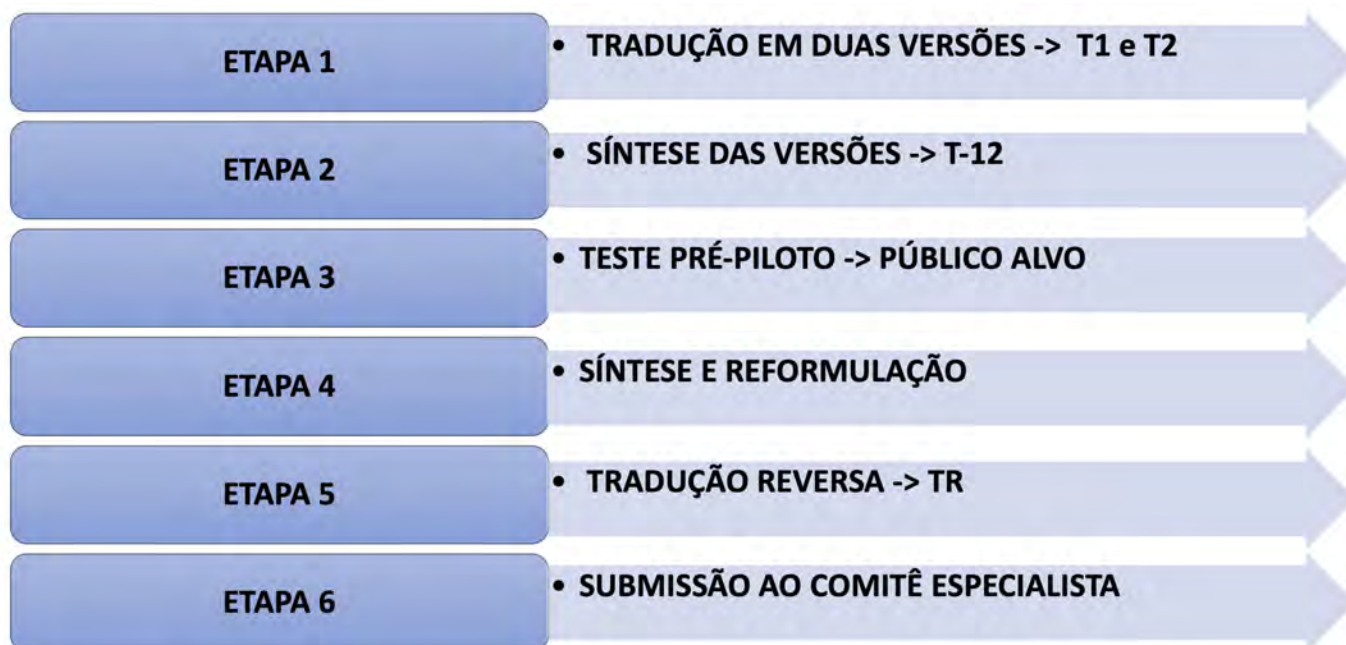 ETAPA 1
• TRADUÇÃO EM DUAS VERSÕES -> T1 e T2
ETAPA 2
• SÍNTESE DAS VERSÕES -> T-12
ETAPA 3
• TESTE PRÉ-PILOTO -> PÚBLICO ALVO
ETAPA 4
• SÍNTESE E REFORMULAÇÃO
ETAPA 5
• TRADUÇÃO REVERSA -> TR
ETAPA 6
• SUBMISSÃO AO COMITÊ ESPECIALISTA